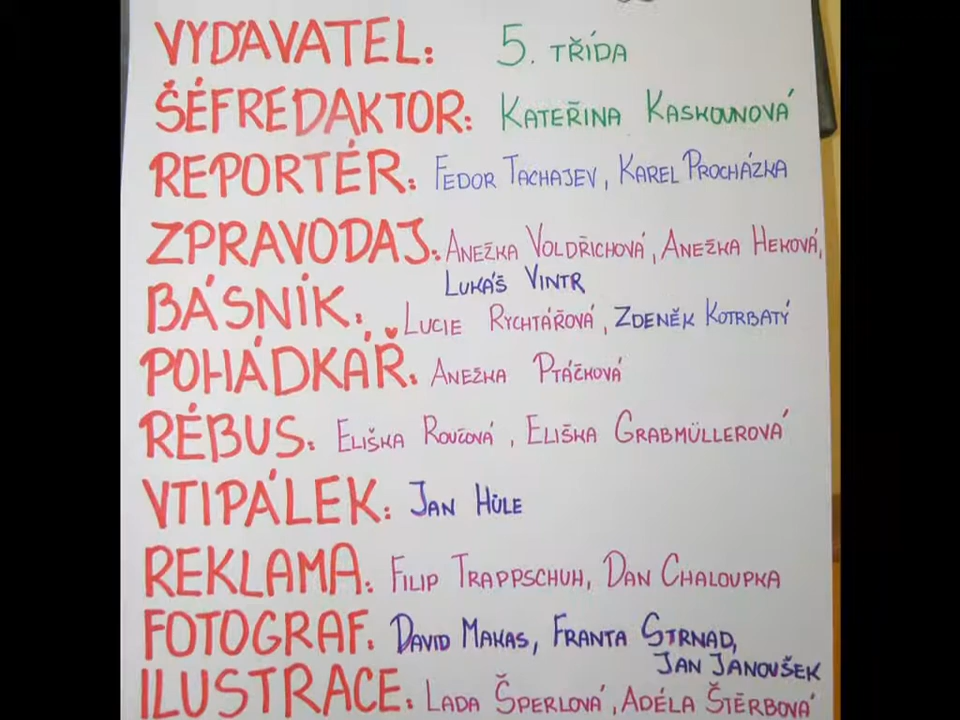 VYDAVATEL: 5. TŘÍDA
ŠÉFREDAKTOR: KATEŘINA KASKOUNOVÁ
REPORTÉR: FEDOR TACHAJEV, KAREL PROCHÁZKA
ZPRAVODAJ: ANEŽKA VOLDŘICHOVÁ, ANEŽKA HEKOVÁ,
LUKÁŠ VINTR
BÁSNÍK: LUCIE RYCHTÁŘOVÁ, ZDENĚK KOTRBATÝ
POHÁDKÁŘ: ANEŽKA PTÁČKOVÁ
RÉBUS: ELIŠKA ROUČOVÁ, ELIŠKA GRABMÜLLEROVÁ
VTIPÁLEK: JAN HŮLE
REKLAMA: FILIP TRAPPSCHUH, DAN CHALOUPKA
FOTOGRAF: DAVID MAKAS, FRANTA STRNAD,
JAN JANOUŠEK
ILUSTRACE: LADA ŠPERLOVÁ, ADÉLA ŠTĚRBOVÁ